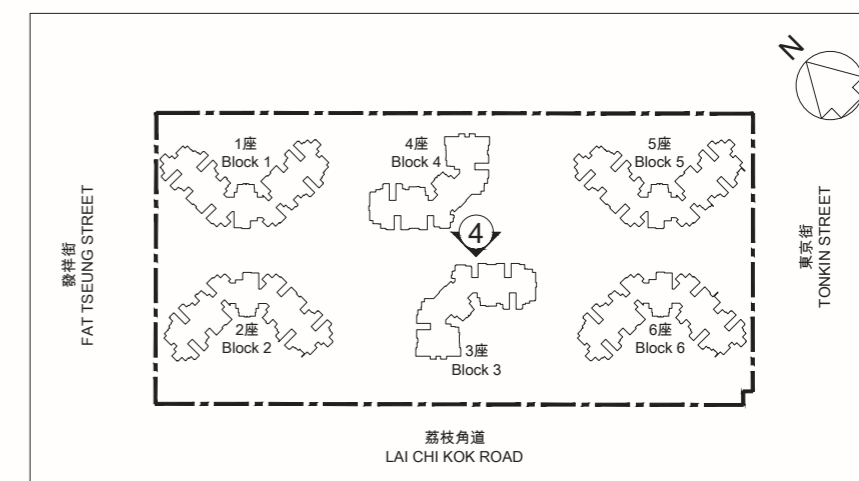 N
1座
Block 1
4座
Block 4
5座
Block 5
發祥街
FAT TSEUNG STREET
東京街
TONKIN STREET
4
2座
Block 2
3座
Block 3
6座
Block 6
荔枝角道
LAI CHI KOK ROAD